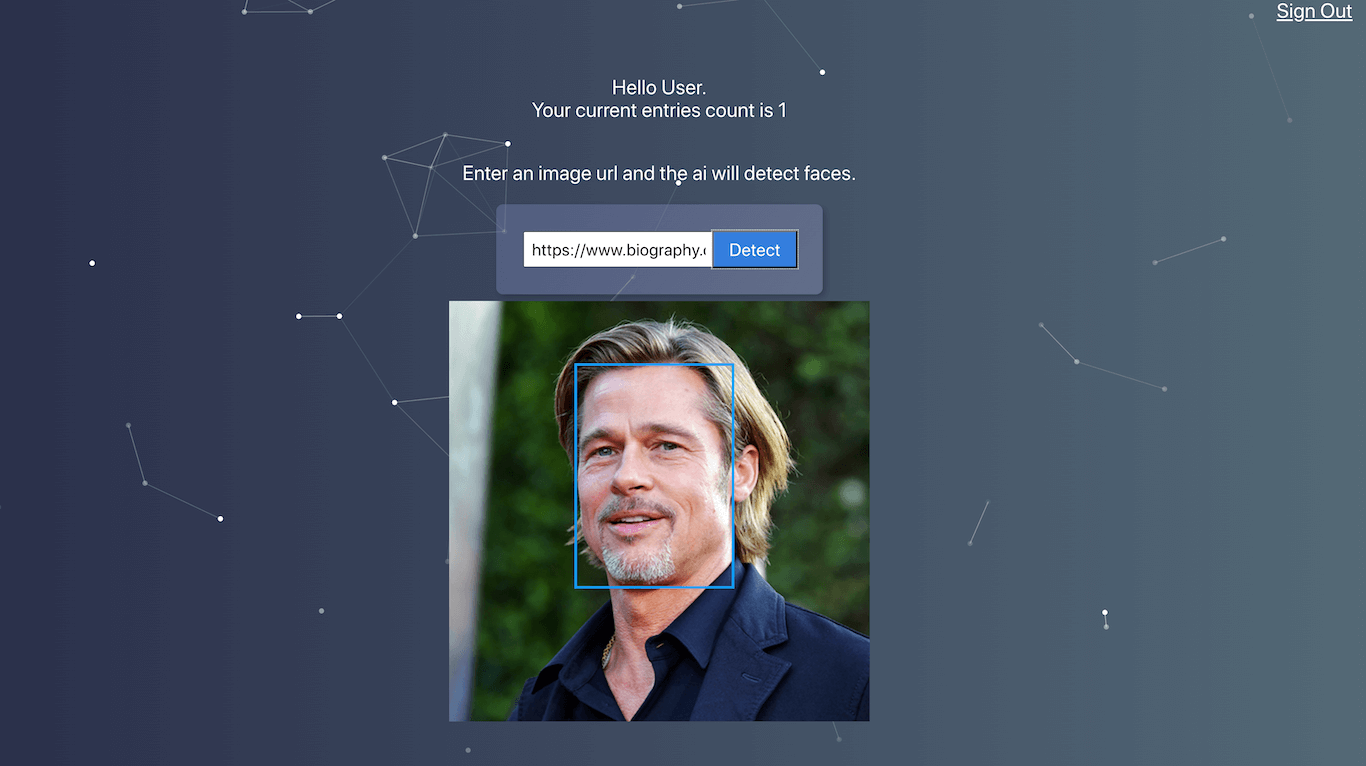 Sign Out
Hello User.
Your current entries count is 1
Enter an image url and the ai will detect faces.
https://www.biography.c Detect